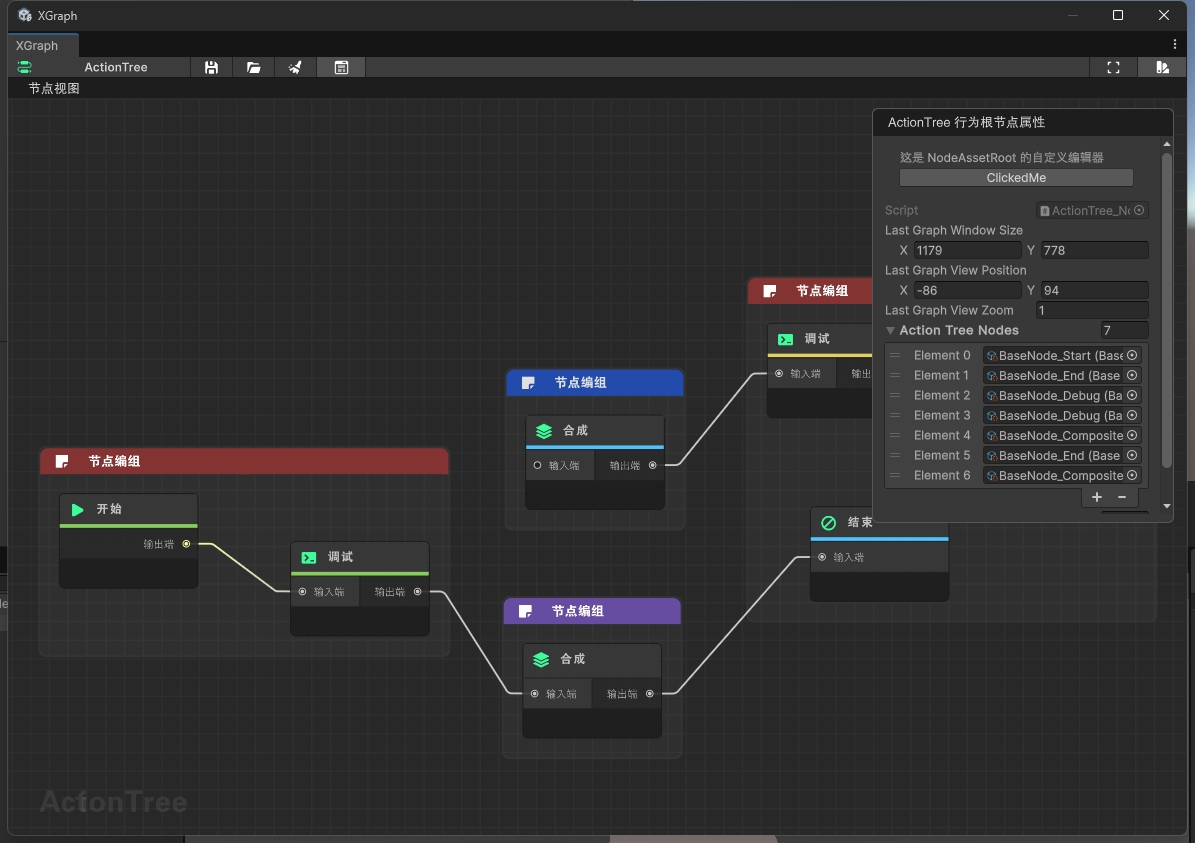 XGraph
XGraph
ActionTree
节点视图
ActionTree 行为根节点属性
这是 NodeAssetRoot 的自定义编辑器
ClickedMe
Script
ActionTree_No
Last Graph Window Size
X 1179 Y 778
Last Graph View Position
X -86 Y 94
Last Graph View Zoom 1
Action Tree Nodes 7
Element 0 BaseNode_Start (Base
Element 1 BaseNode_End (Base
Element 2 BaseNode_Debug (Ba
Element 3 BaseNode_Debug (Ba
Element 4 BaseNode_Composite
Element 5 BaseNode_End (Base
Element 6 BaseNode_Composite
节点编组
调试
输入端 输出
节点编组
合成
输入端 输出端
节点编组
开始
输出端
调试
输入端 输出端
结束
输入端
节点编组
合成
输入端 输出端
ActionTree